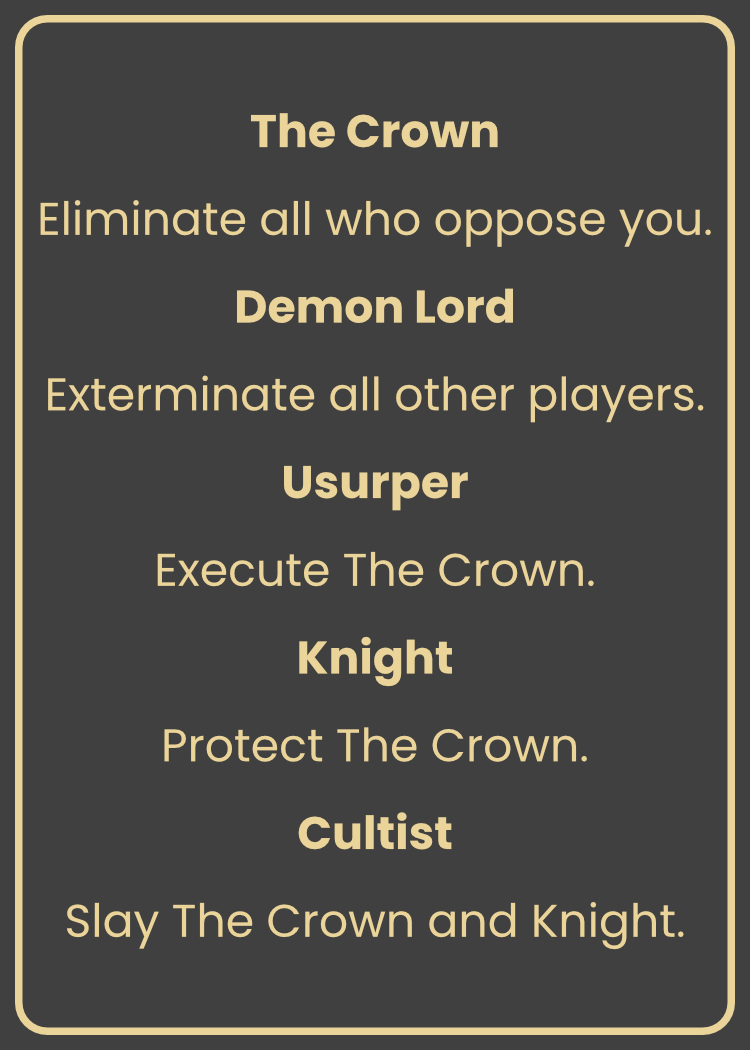 The Crown
Eliminate all who oppose you.
Demon Lord
Exterminate all other players.
Usurper
Execute The Crown.
Knight
Protect The Crown.
Cultist
Slay The Crown and Knight.